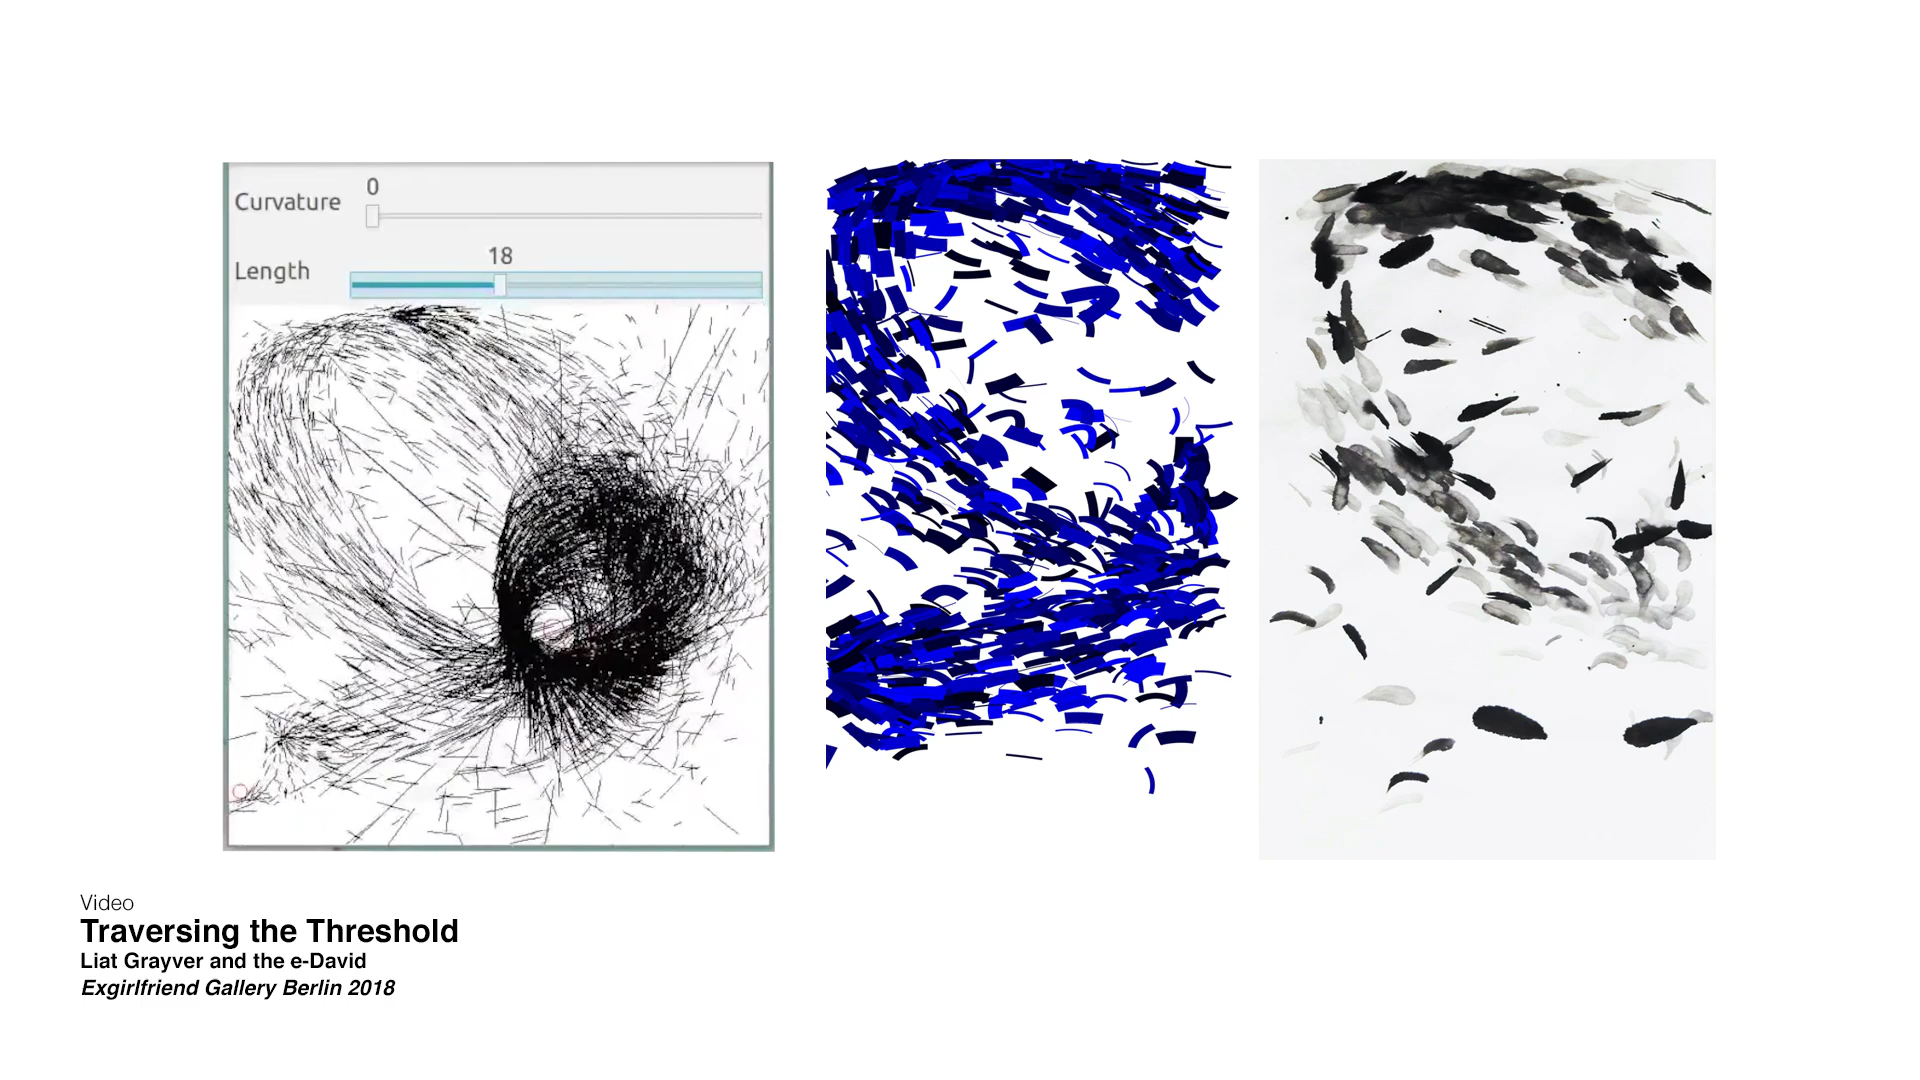 0
Curvature
18
Length
Video
Traversing the Threshold
Liat Grayver and the e-David
Exgirlfriend Gallery Berlin 2018